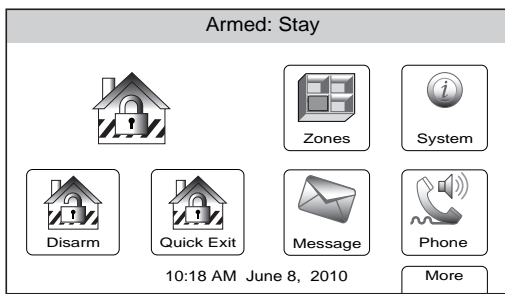 Armed: Stay
Zones
System
Disarm
Quick Exit
Message
Phone
10:18 AM June 8, 2010
More